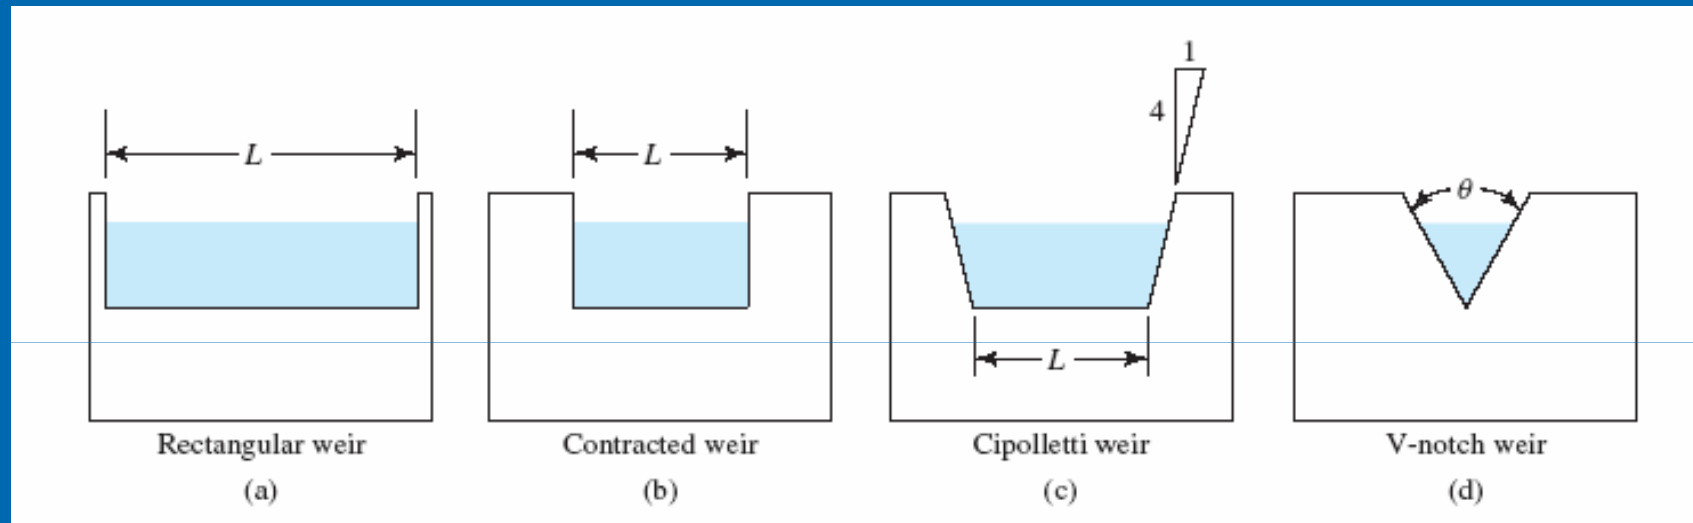 1
4
L
L
θ
L
Rectangular weir
Contracted weir
Cipolletti weir
V-notch weir
(a)
(b)
(c)
(d)